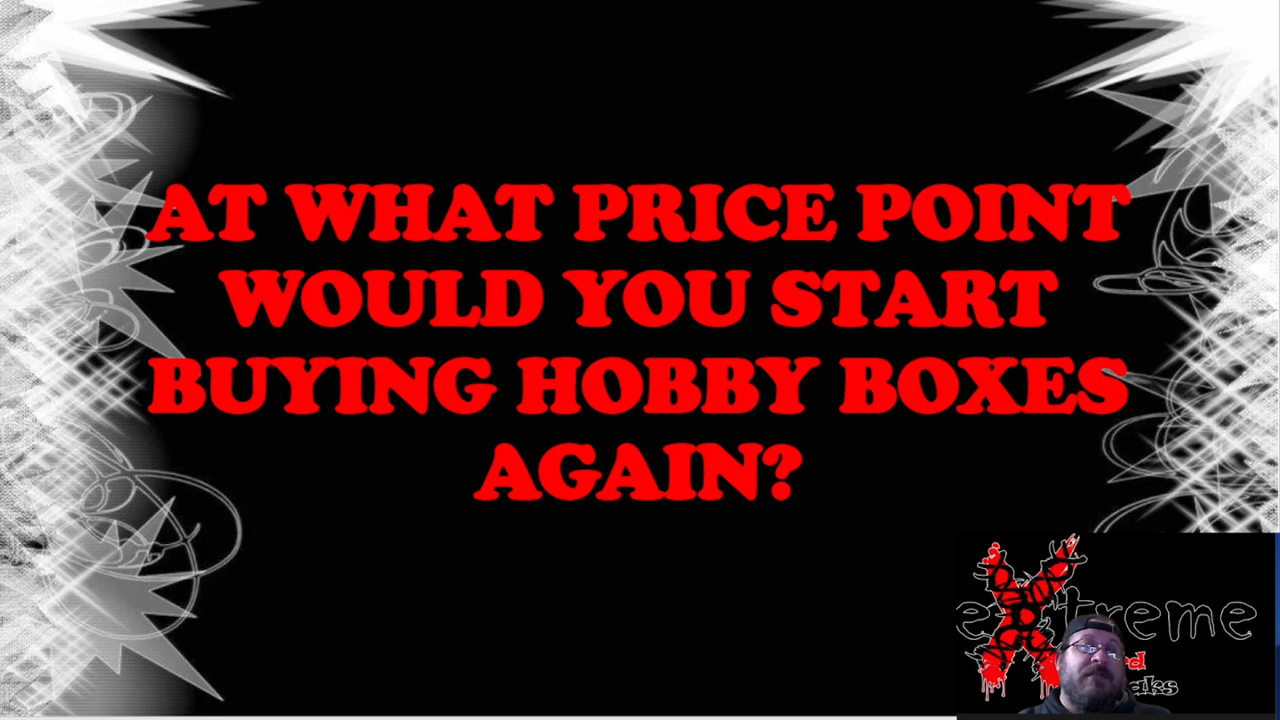 AT WHAT PRICE POINT
WOULD YOU START
BUYING HOBBY BOXES
AGAIN?
eXtreme